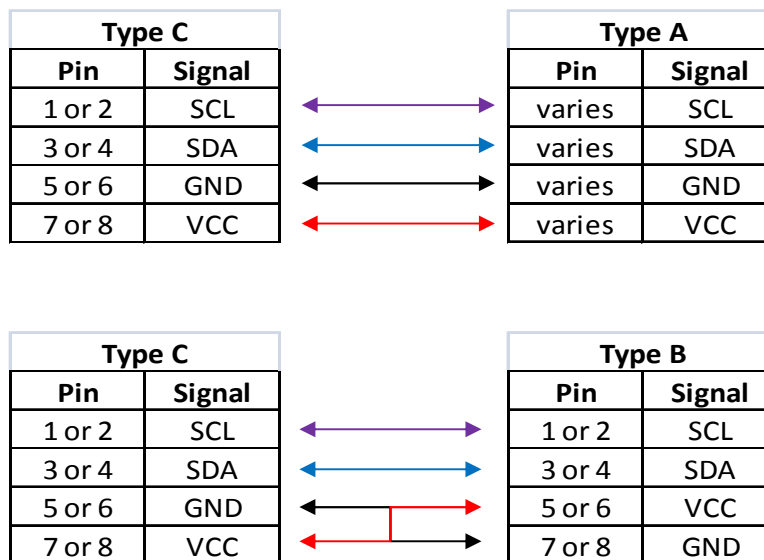 Type C Type A
Pin Signal Pin Signal
1 or 2 SCL varies SCL
3 or 4 SDA varies SDA
5 or 6 GND varies GND
7 or 8 VCC varies VCC
Type C Type B
Pin Signal Pin Signal
1 or 2 SCL 1 or 2 SCL
3 or 4 SDA 3 or 4 SDA
5 or 6 GND 5 or 6 VCC
7 or 8 VCC 7 or 8 GND